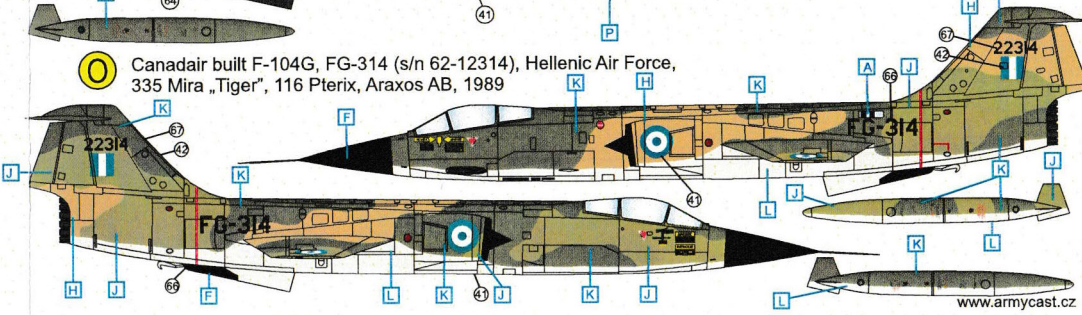 64
41
P
H
67
42
22314
O
Canadair built F-104G, FG-314 (s/n 62-12314), Hellenic Air Force,
335 Mira „Tiger”, 116 Pterix, Araxos AB, 1989
K
H
K
66
A
J
F
FG-314
K
67
42
22314
J
K
41
L
J
K
J
L
FG-314
H
J
66
F
L
K
41
J
K
J
K
L
www.armycast.cz